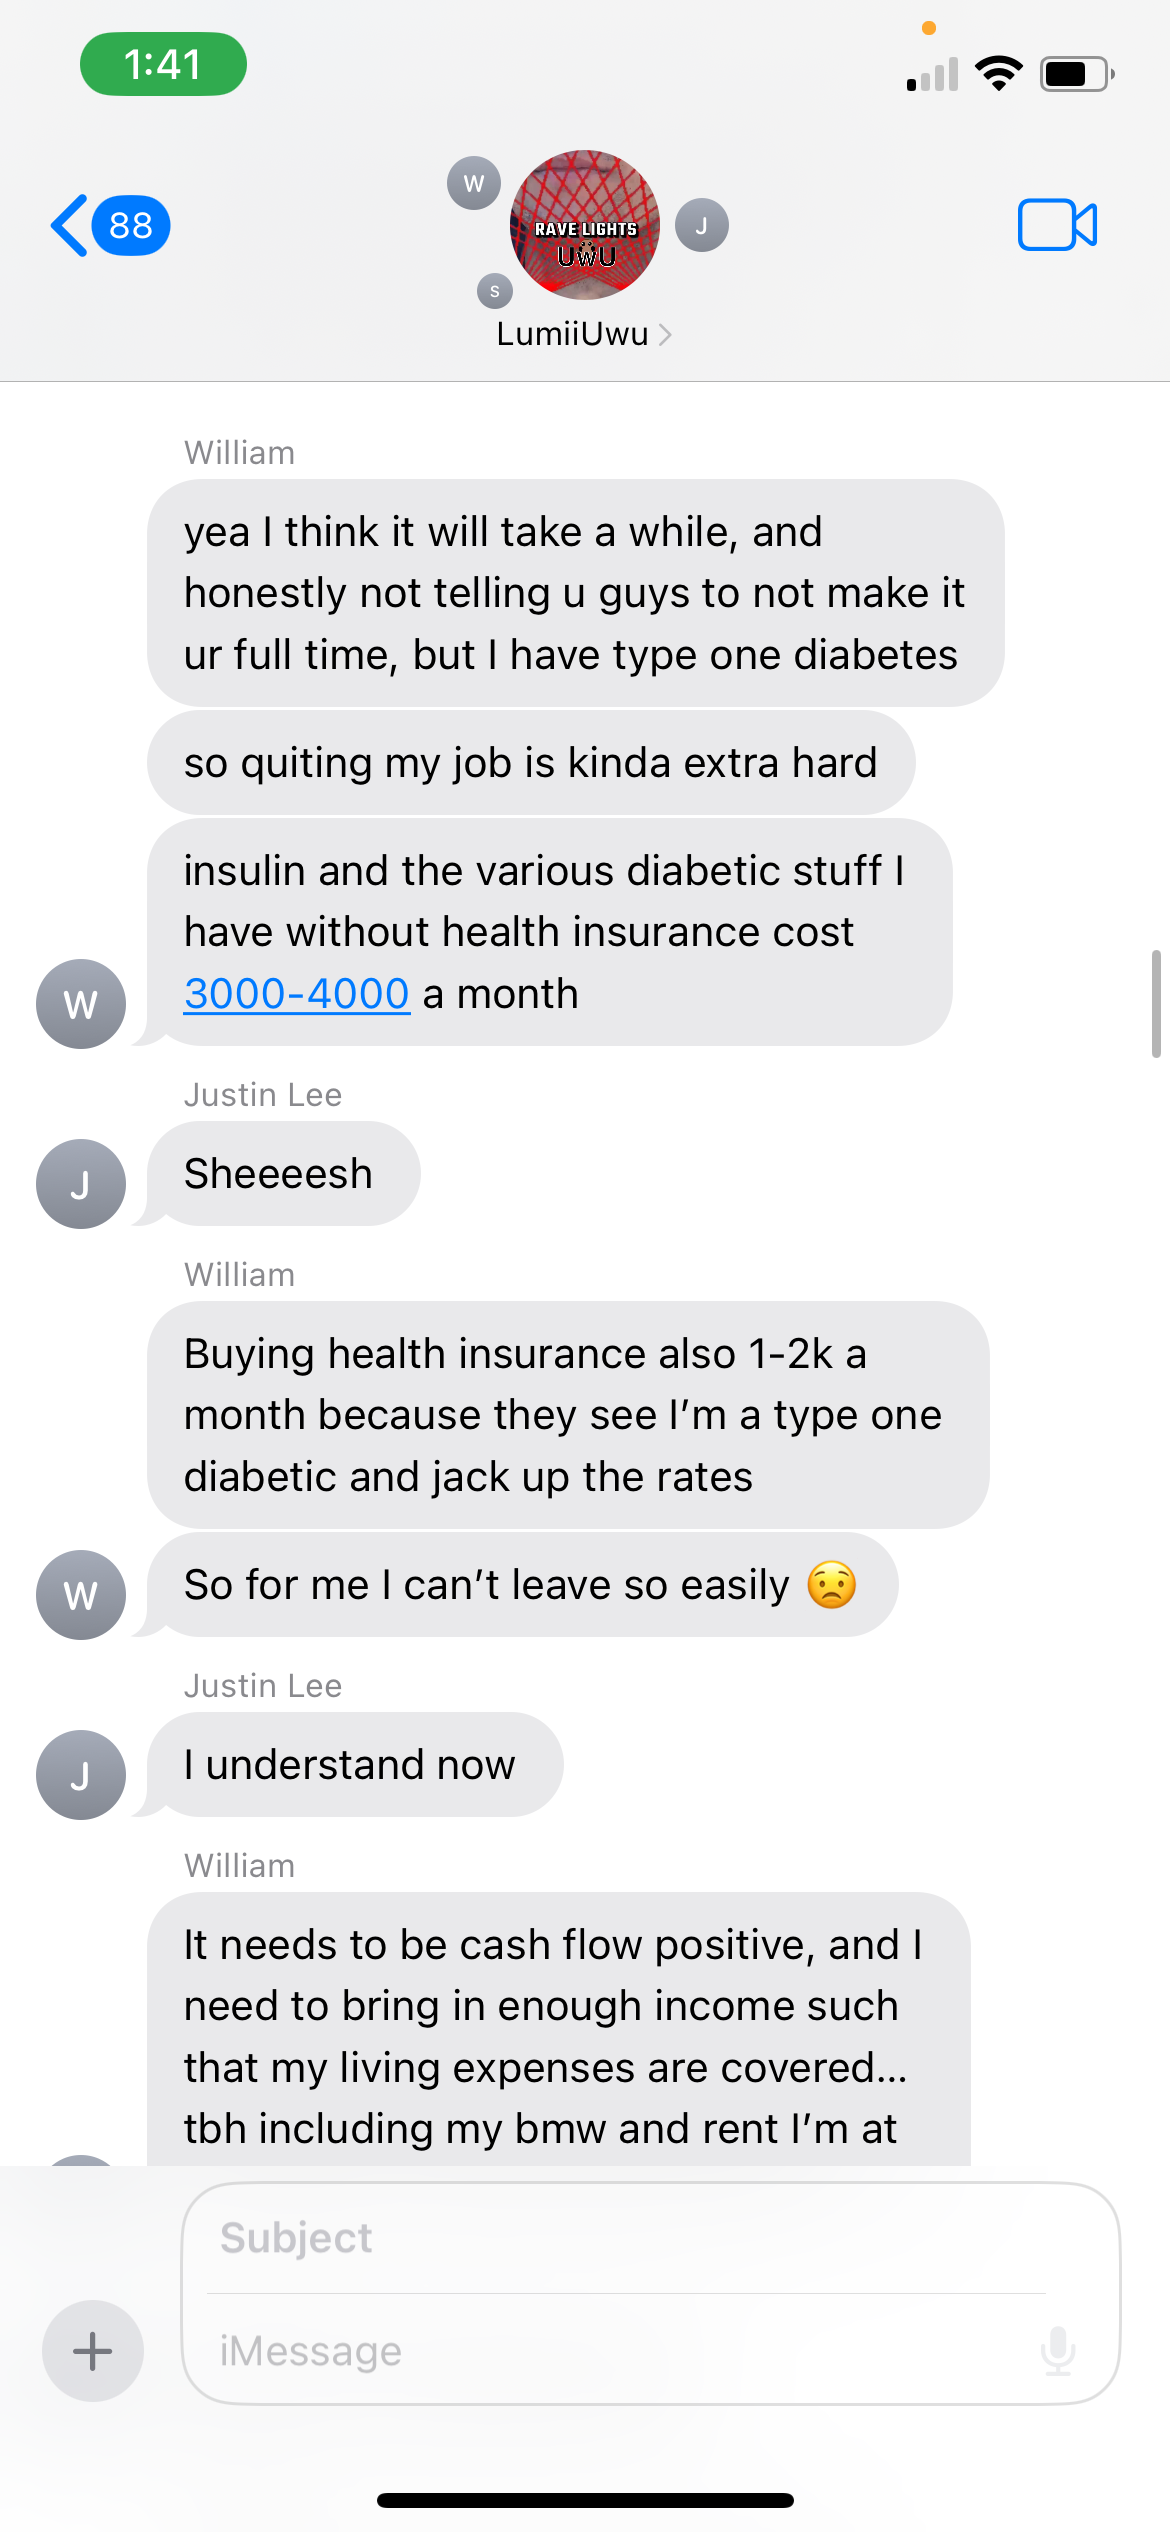 1:41
88
W
J
S
RAVE LIGHTS
UWU
LumiiUwu
William
yea I think it will take a while, and
honestly not telling u guys to not make it
ur full time, but I have type one diabetes
so quiting my job is kinda extra hard
insulin and the various diabetic stuff I
have without health insurance cost
3000-4000 a month
W
Justin Lee
Sheeeesh
J
William
Buying health insurance also 1-2k a
month because they see I'm a type one
diabetic and jack up the rates
So for me I can't leave so easily 😟
W
Justin Lee
I understand now
J
William
It needs to be cash flow positive, and I
need to bring in enough income such
that my living expenses are covered...
tbh including my bmw and rent I'm at
Subject
iMessage